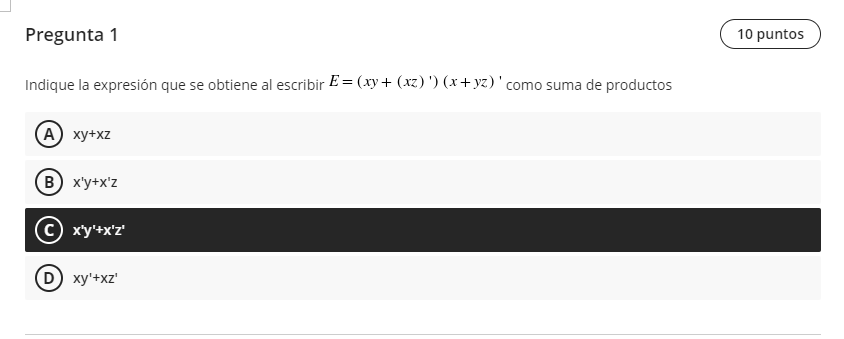 Pregunta 1
10 puntos
Indique la expresión que se obtiene al escribir E = (xy + (xz) ') (x + yz) ' como suma de productos
A xy+xz
B x'y+x'z
C x'y'+x'z'
D xy'+xz'